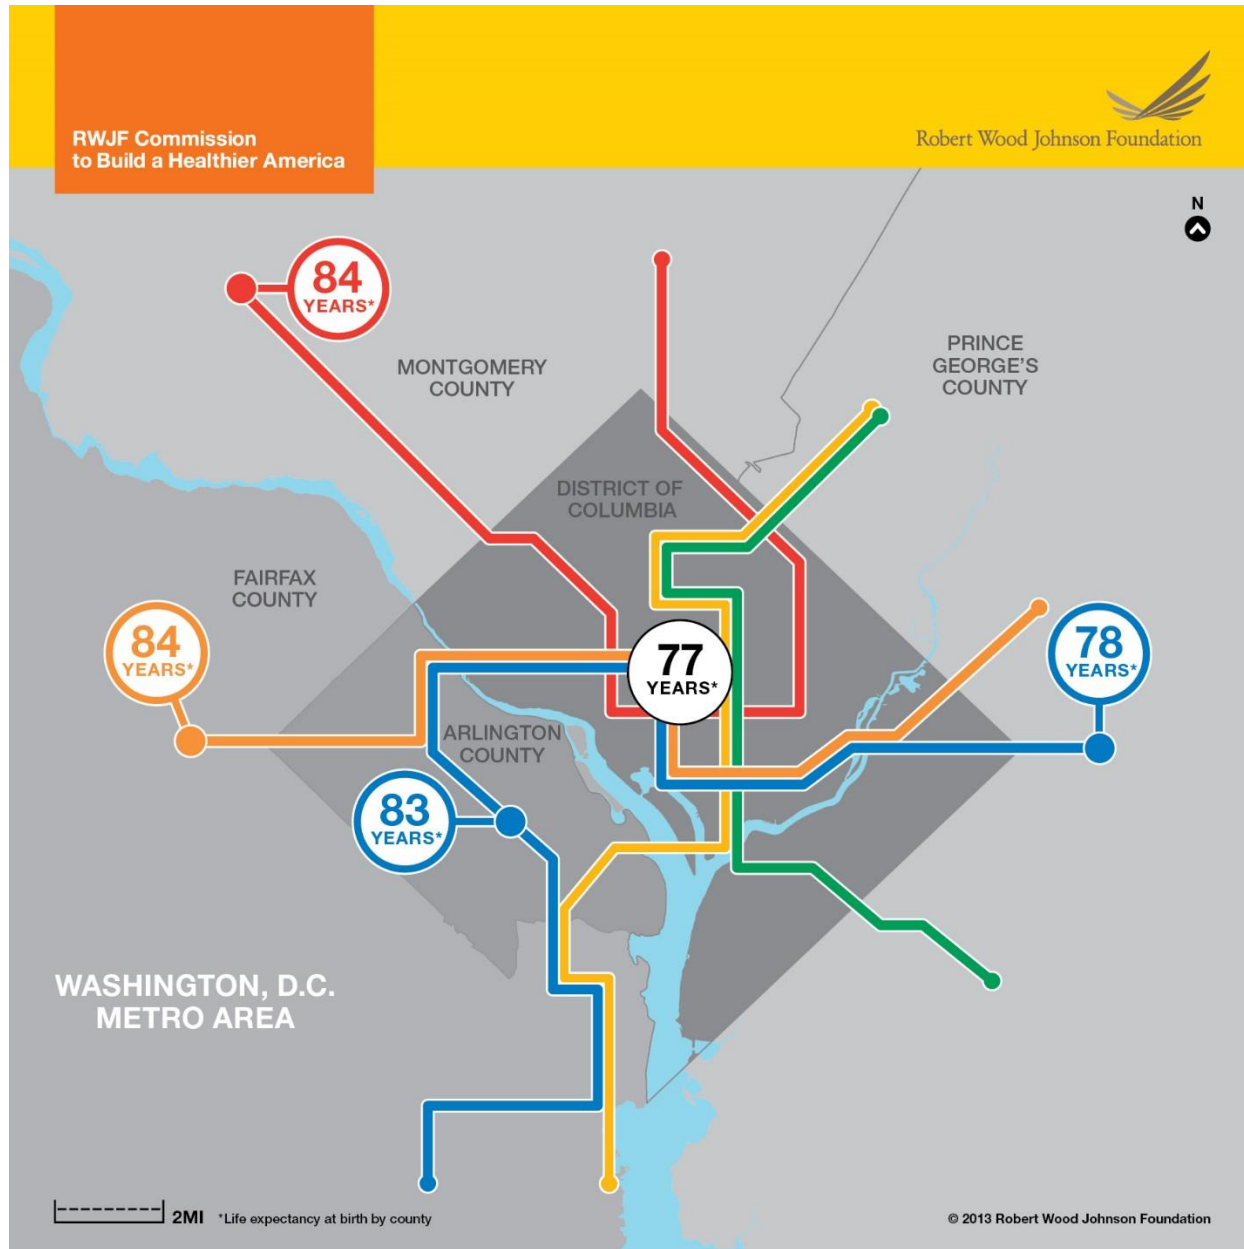 RWJF Commission
to Build a Healthier America
Robert Wood Johnson Foundation
N
84
YEARS*
MONTGOMERY
COUNTY
PRINCE
GEORGE'S
COUNTY
DISTRICT OF
COLUMBIA
FAIRFAX
COUNTY
84
YEARS*
77
YEARS*
78
YEARS*
ARLINGTON
COUNTY
83
YEARS*
WASHINGTON, D.C.
METRO AREA
2MI *Life expectancy at birth by county
© 2013 Robert Wood Johnson Foundation